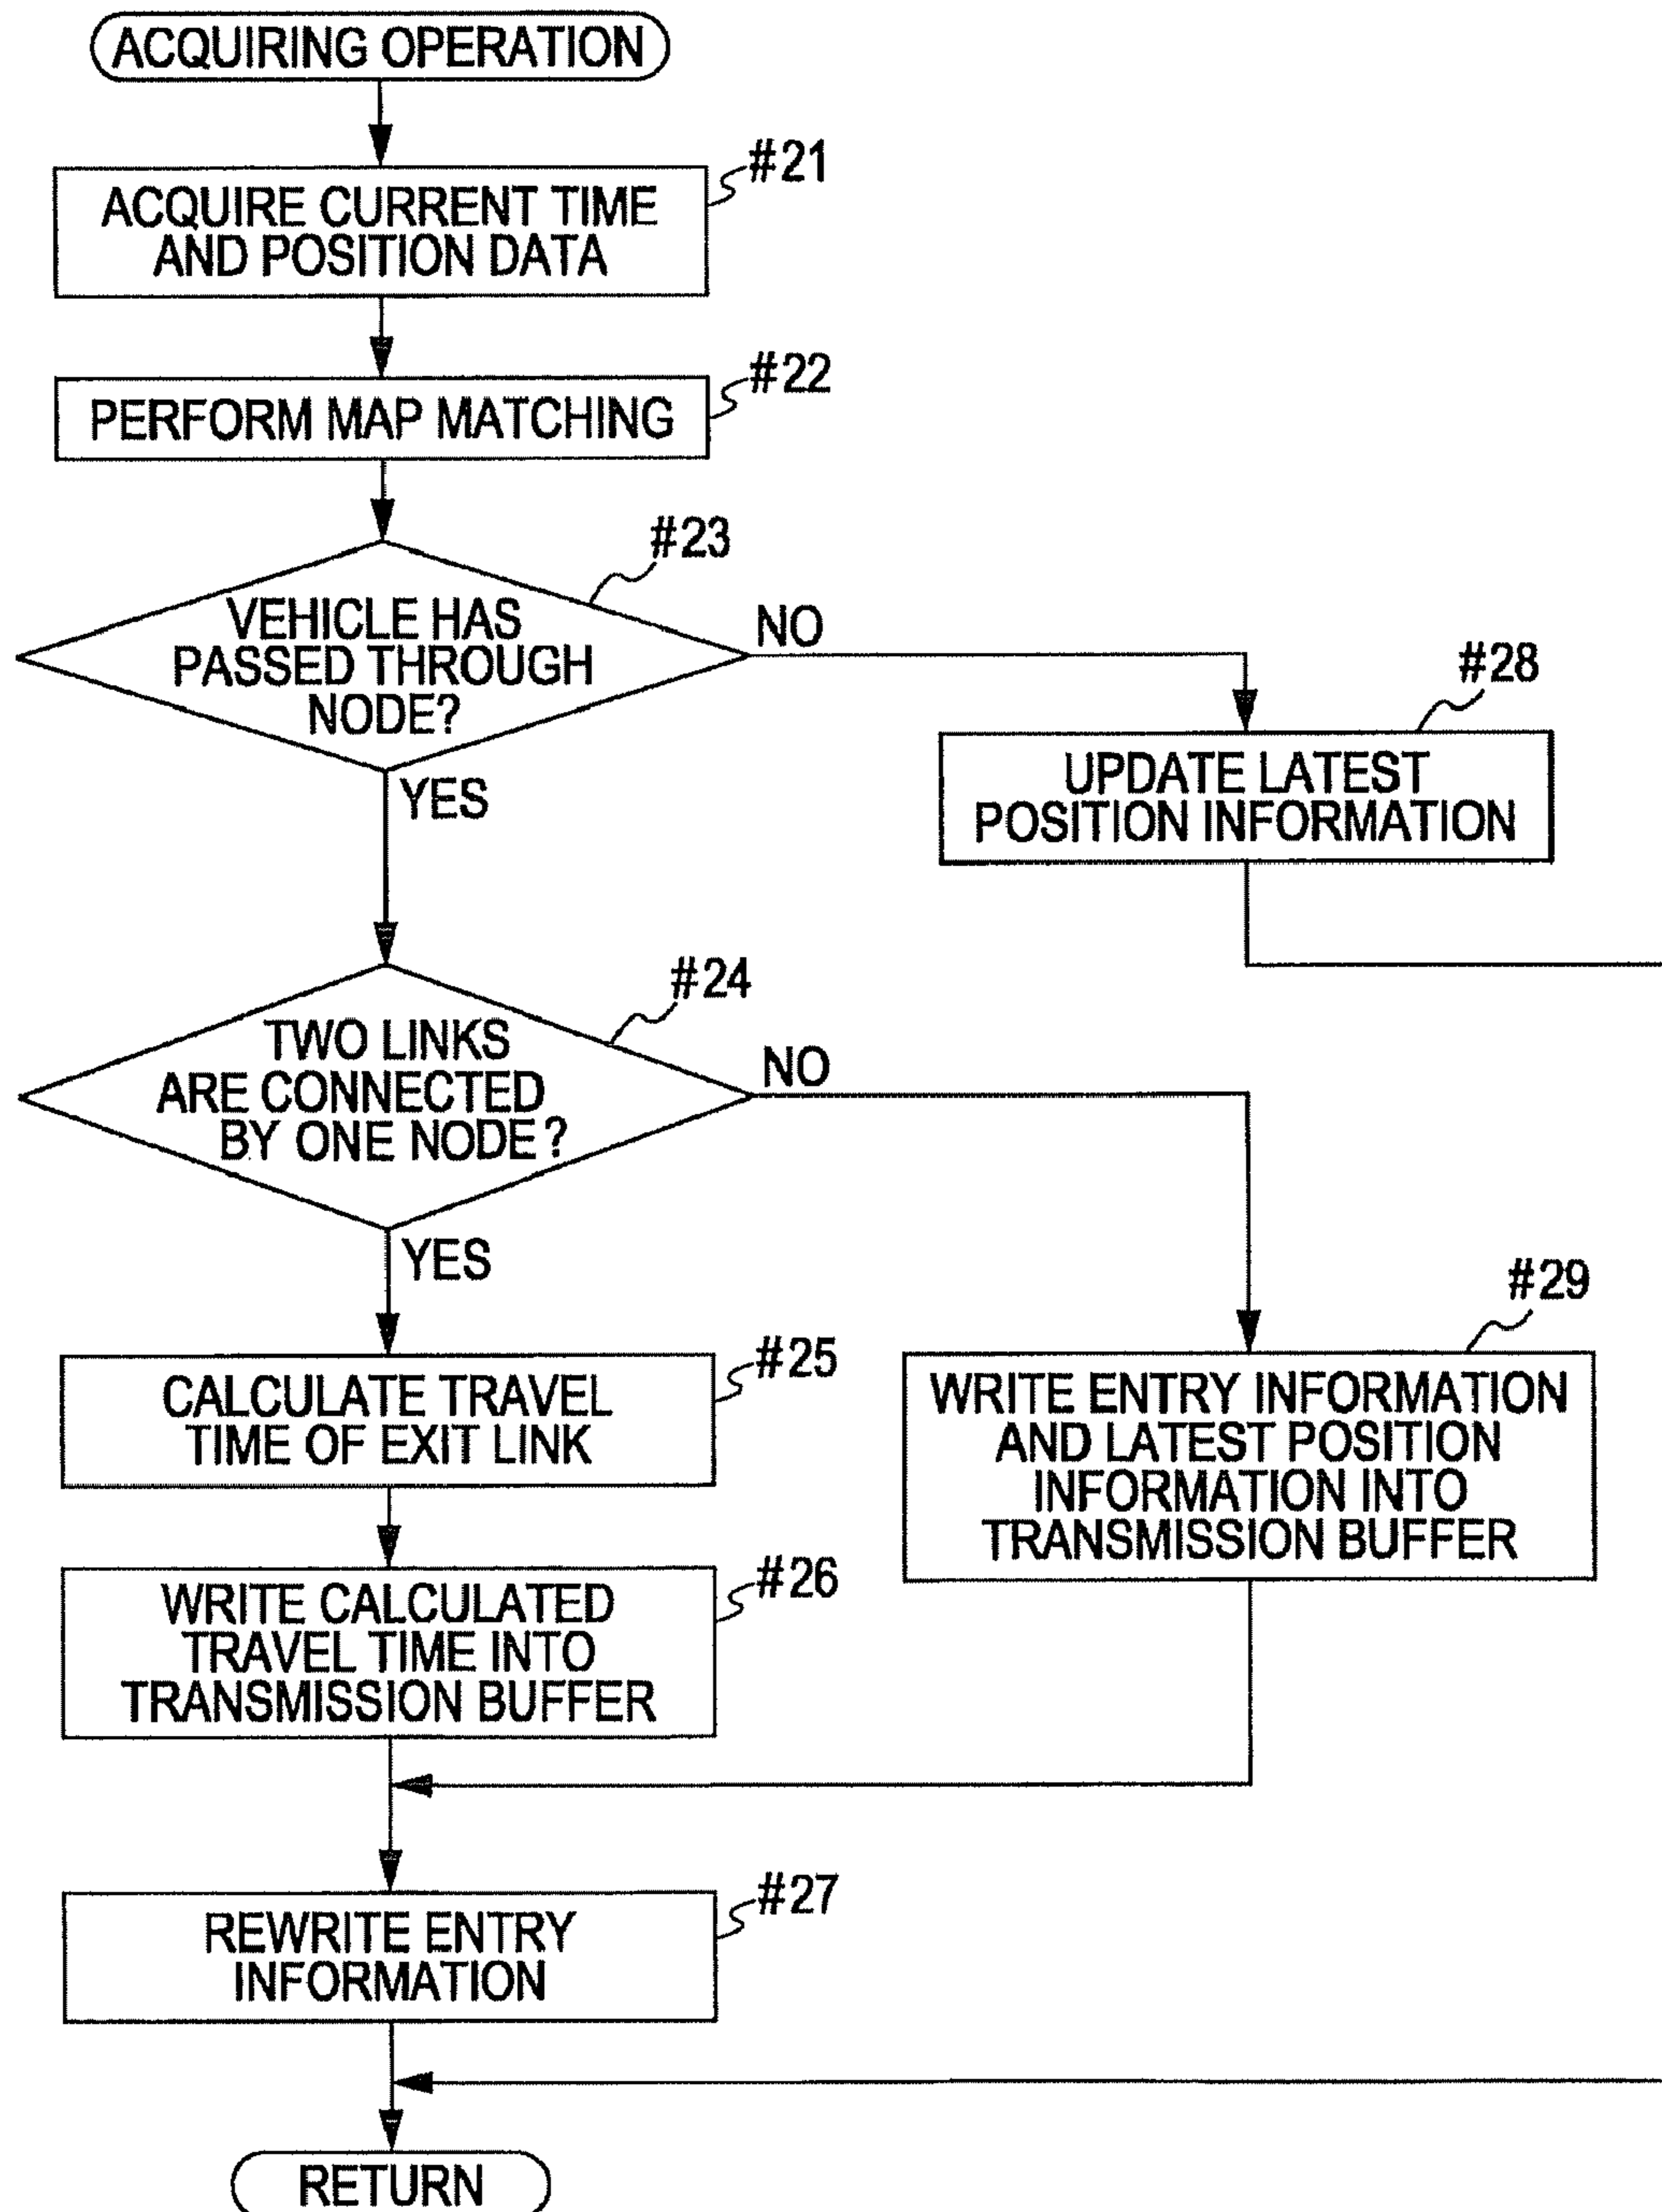 ACQUIRING OPERATION
#21
ACQUIRE CURRENT TIME
AND POSITION DATA
#22
PERFORM MAP MATCHING
#23
VEHICLE HAS
PASSED THROUGH
NODE?
NO
YES
#28
UPDATE LATEST
POSITION INFORMATION
#24
TWO LINKS
ARE CONNECTED
BY ONE NODE?
NO
YES
#25
CALCULATE TRAVEL
TIME OF EXIT LINK
#29
WRITE ENTRY INFORMATION
AND LATEST POSITION
INFORMATION INTO
TRANSMISSION BUFFER
#26
WRITE CALCULATED
TRAVEL TIME INTO
TRANSMISSION BUFFER
#27
REWRITE ENTRY
INFORMATION
RETURN